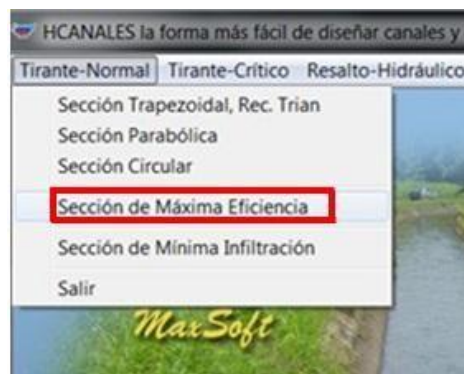 HCANALES la forma más fácil de diseñar canales y
Tirante-Normal Tirante-Crítico Resalto-Hidráulico
Sección Trapezoidal, Rec. Trian
Sección Parabólica
Sección Circular
Sección de Máxima Eficiencia
Sección de Mínima Infiltración
Salir
MaxSoft